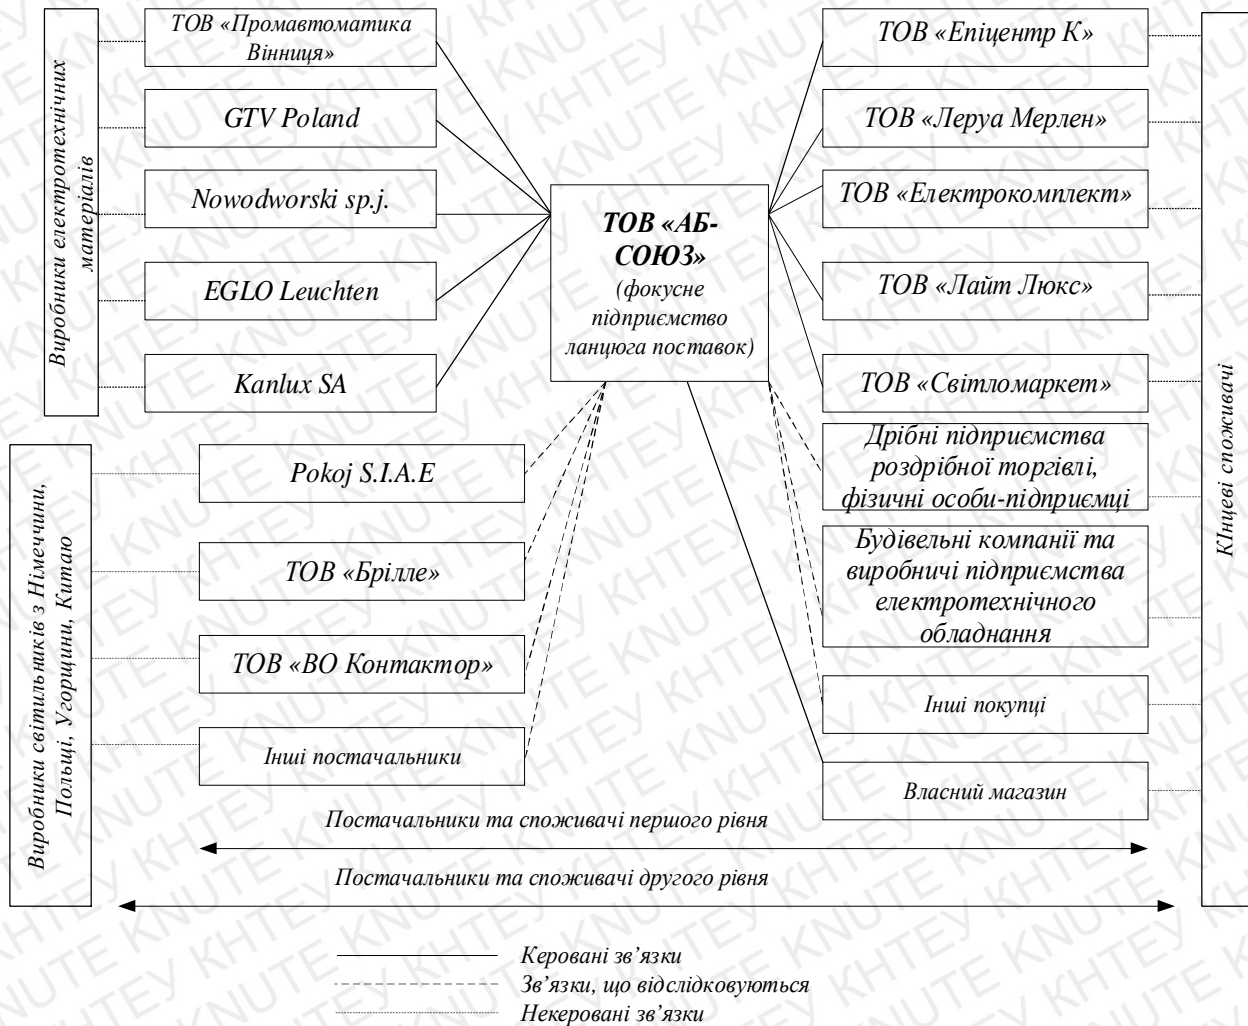 Виробники електротехнічних
матеріалів
ТОВ «Промавтоматика
Вінниця»
GTV Poland
Nowodworski sp.j.
EGLO Leuchten
Kanlux SA
Виробники світильників з Німеччини,
Польщі, Угорщини, Китаю
Pokoj S.I.A.E
ТОВ «Брілле»
ТОВ «ВО Контактор»
Інші постачальники
ТОВ «АБ-
СОЮЗ»
(фокусне
підприємство
ланцюга поставок)
ТОВ «Епіцентр К»
ТОВ «Леруа Мерлен»
ТОВ «Електрокомплект»
ТОВ «Лайт Люкс»
ТОВ «Світломаркет»
Дрібні підприємства
роздрібної торгівлі,
фізичні особи-підприємці
Будівельні компанії та
виробничі підприємства
електротехнічного
обладнання
Інші покупці
Власний магазин
КІнцеві споживачі
Постачальники та споживачі першого рівня
Постачальники та споживачі другого рівня
Керовані зв’язки
Зв’язки, що відслідковуються
Некеровані зв’язки